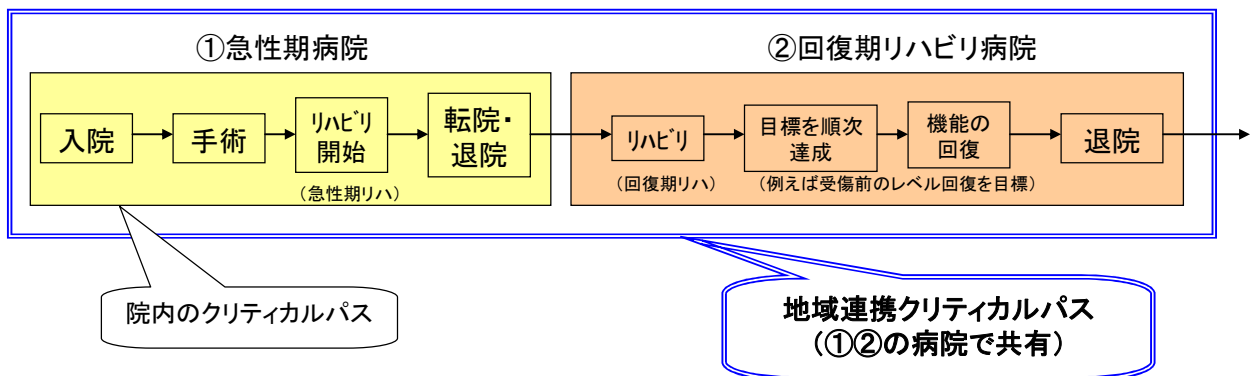 ①急性期病院
②回復期リハビリ病院
入院
手術
ﾘﾊﾋﾞﾘ
開始
転院・
退院
(急性期リハ)
ﾘﾊﾋﾞﾘ
目標を順次
達成
機能の
回復
退院
(回復期リハ)
(例えば受傷前のレベル回復を目標)
院内のクリティカルパス
地域連携クリティカルパス
(①②の病院で共有)